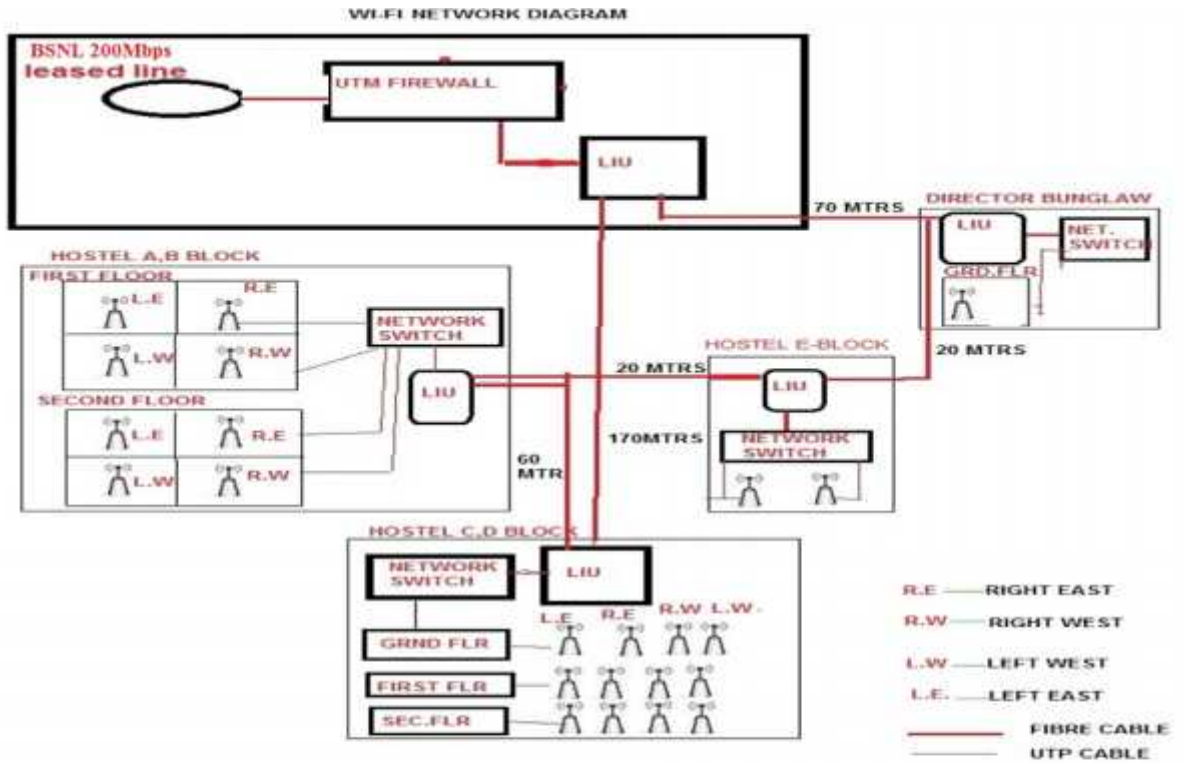 WI-FI NETWORK DIAGRAM
BSNL 200Mbps
leased line
UTM FIREWALL
LIU
70 MTRS
DIRECTOR BUNGLAW
LIU
NET.
SWITCH
GRD.FLR
20 MTRS
HOSTEL A,B BLOCK
FIRST FLOOR
L.E
R.E
L.W
R.W
NETWORK
SWITCH
LIU
SECOND FLOOR
L.E
R.E
L.W
R.W
20 MTRS
170MTRS
60
MTR
HOSTEL E-BLOCK
LIU
NETWORK
SWITCH
HOSTEL C,D BLOCK
NETWORK
SWITCH
LIU
L.E
R.E
R.W
L.W.
GRND FLR
FIRST FLR
SEC.FLR
R.E RIGHT EAST
R.W RIGHT WEST
L.W LEFT WEST
L.E. LEFT EAST
FIBRE CABLE
UTP CABLE